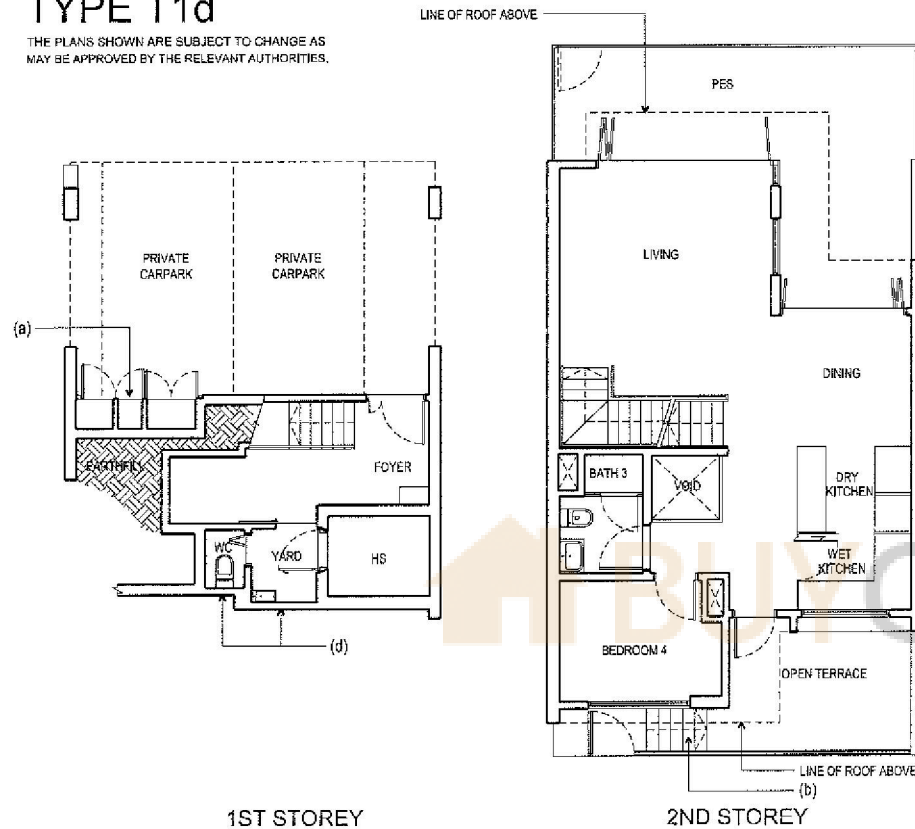 TYPE 11d
THE PLANS SHOWN ARE SUBJECT TO CHANGE AS
MAY BE APPROVED BY THE RELEVANT AUTHORITIES.
LINE OF ROOF ABOVE
PES
PRIVATE
CARPARK
PRIVATE
CARPARK
(a)
EARTHFILL
FOYER
WC
YARD
HS
(d)
1ST STOREY
LIVING
DINING
BATH 3
VOID
DRY
KITCHEN
WET
KITCHEN
BEDROOM 4
OPEN TERRACE
LINE OF ROOF ABOVE
(b)
2ND STOREY